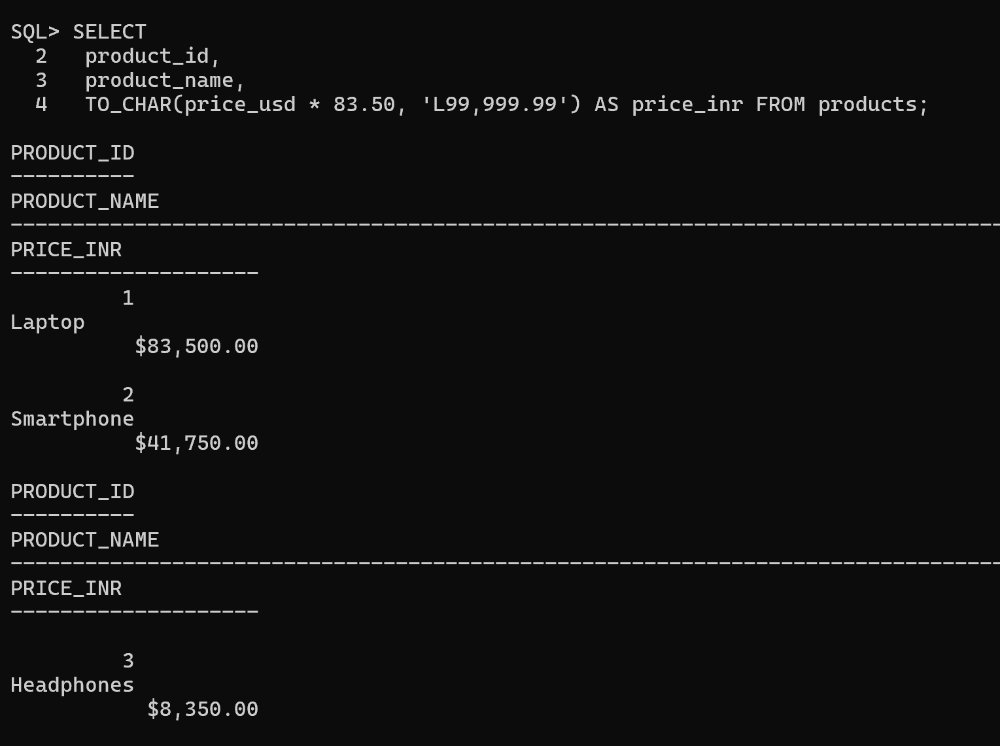 SQL> SELECT
  2   product_id,
  3   product_name,
  4   TO_CHAR(price_usd * 83.50, 'L99,999.99') AS price_inr FROM products;
PRODUCT_ID
----------
PRODUCT_NAME
--------------------------------------------------------------------------------
PRICE_INR
--------------------
         1
Laptop
          $83,500.00
         2
Smartphone
          $41,750.00
PRODUCT_ID
----------
PRODUCT_NAME
--------------------------------------------------------------------------------
PRICE_INR
--------------------
         3
Headphones
           $8,350.00